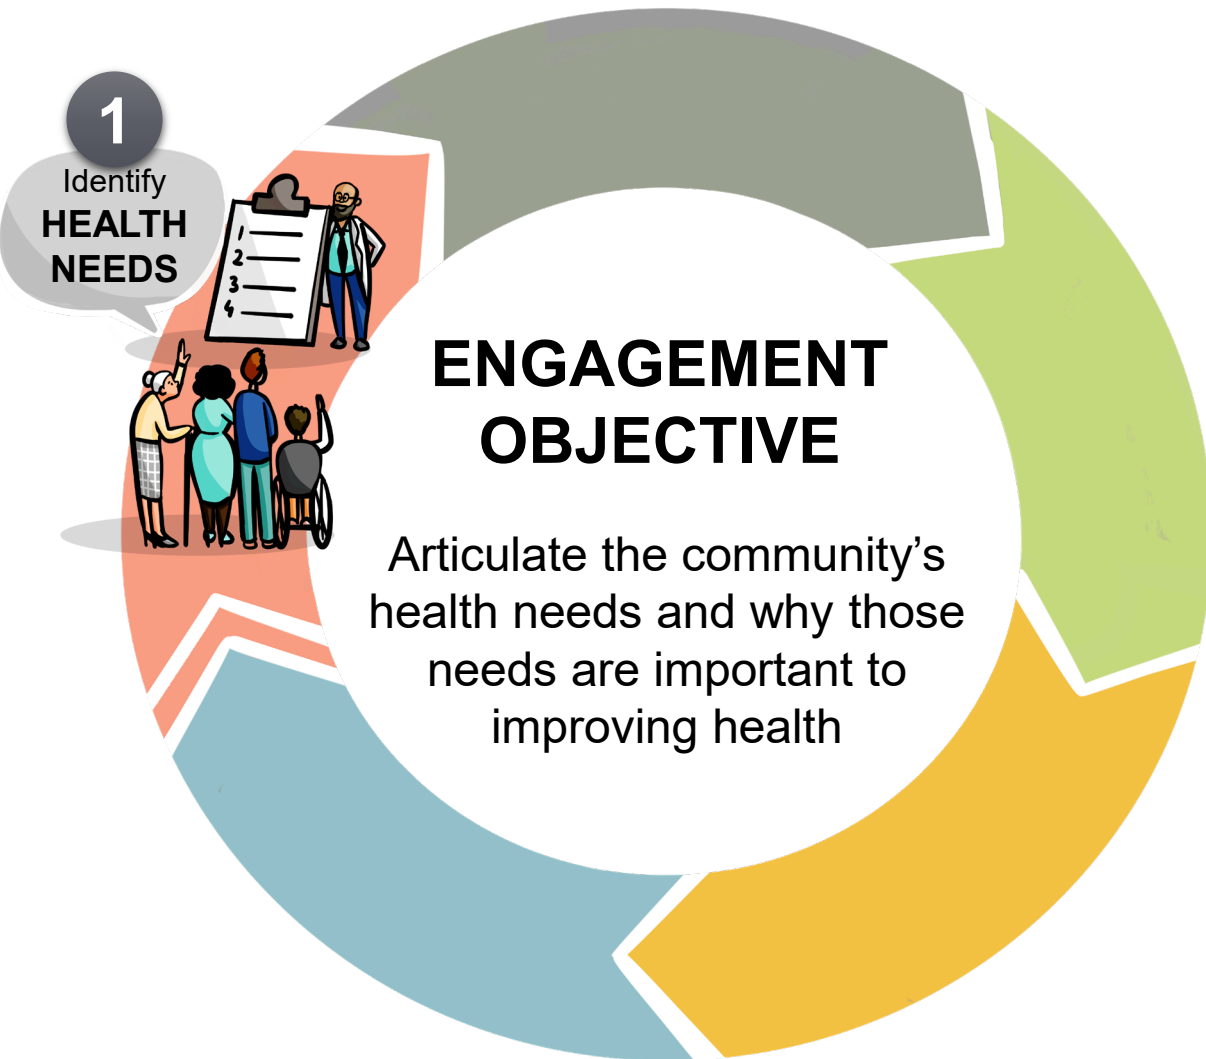 1
Identify
HEALTH
NEEDS
1
2
3
4
ENGAGEMENT
OBJECTIVE
Articulate the community’s
health needs and why those
needs are important to
improving health